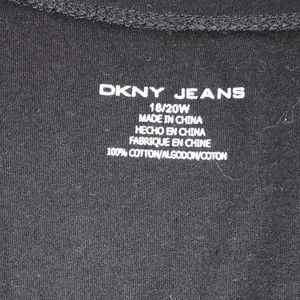 DKNY JEANS
18/20W
MADE IN CHINA
HECHO EN CHINA
FABRIQUE EN CHINE
100% COTTON/ALGODON/COTON